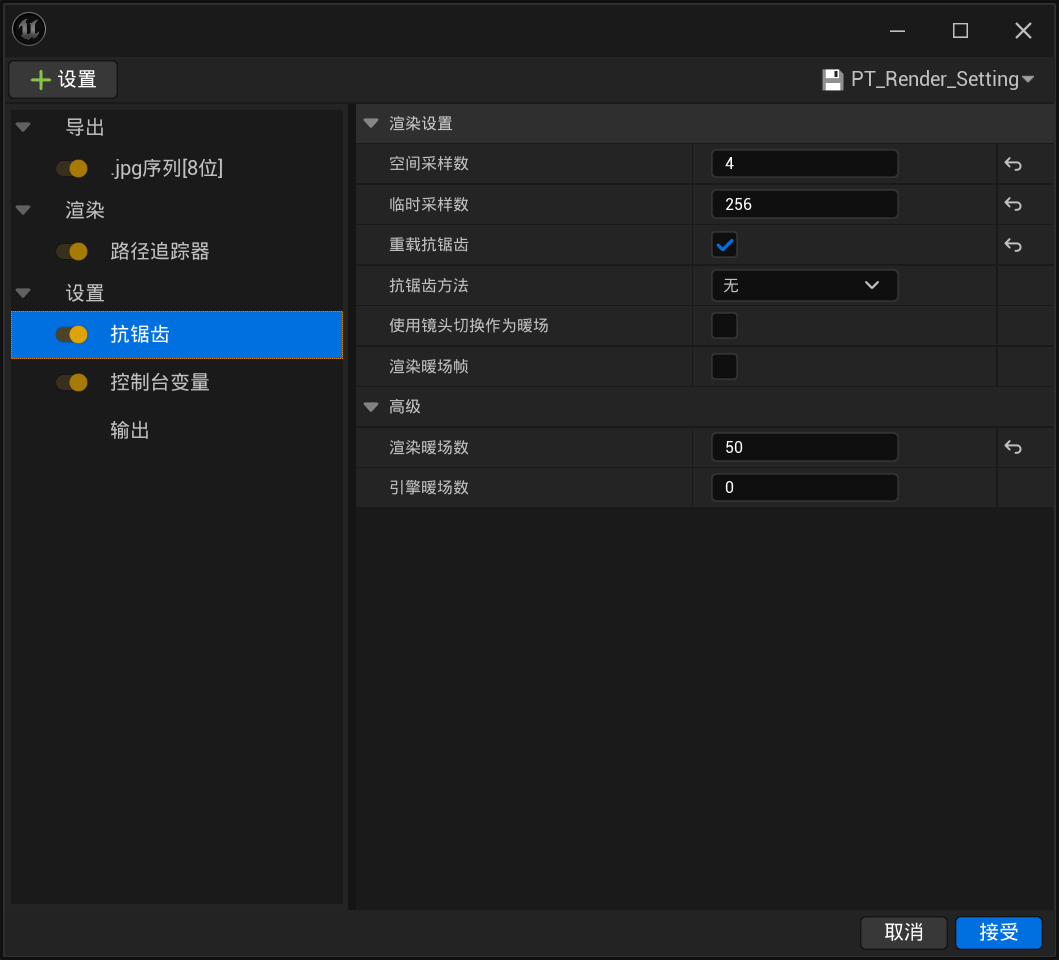 设置
PT_Render_Setting
导出
.jpg序列[8位]
渲染
路径追踪器
设置
抗锯齿
控制台变量
输出
渲染设置
空间采样数
4
临时采样数
256
重载抗锯齿
抗锯齿方法
无
使用镜头切换作为暖场
渲染暖场帧
高级
渲染暖场数
50
引擎暖场数
0
取消
接受